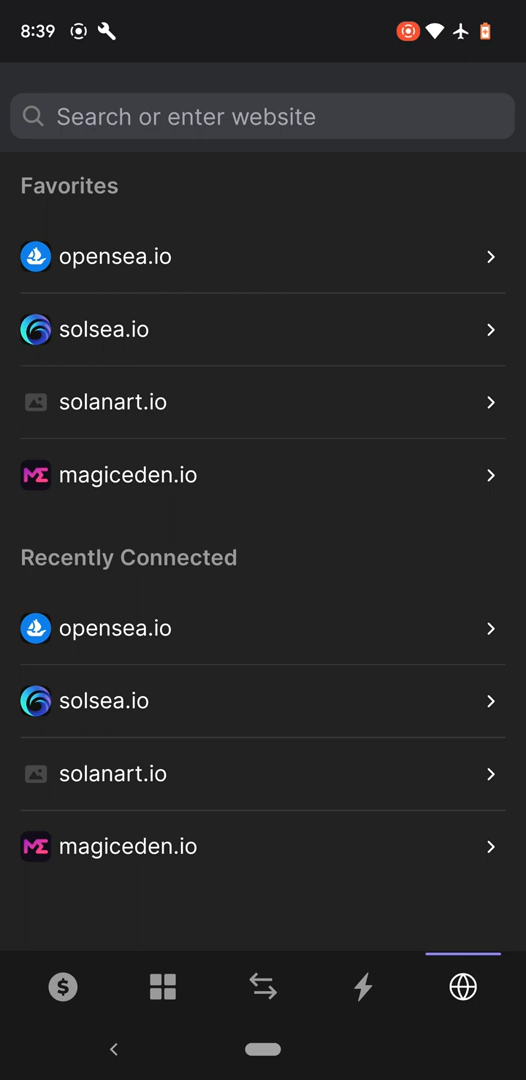 8:39
Search or enter website
Favorites
opensea.io
solsea.io
solanart.io
magiceden.io
Recently Connected
opensea.io
solsea.io
solanart.io
magiceden.io